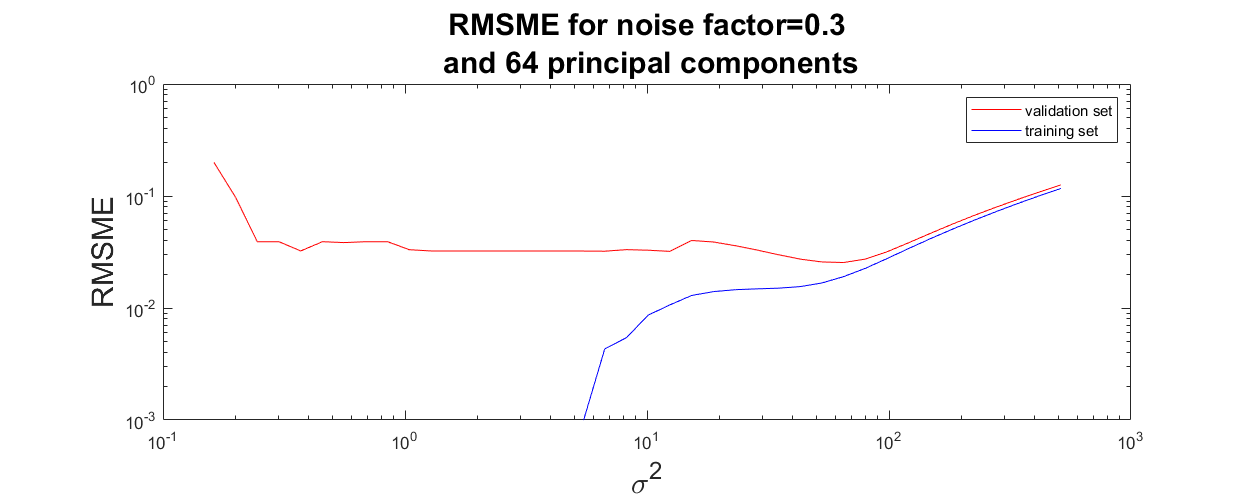 RMSME for noise factor=0.3
and 64 principal components
10^0
10^-1
10^-2
10^-3
RMSME
validation set
training set
10^-1
10^0
10^1
10^2
10^3
σ^2